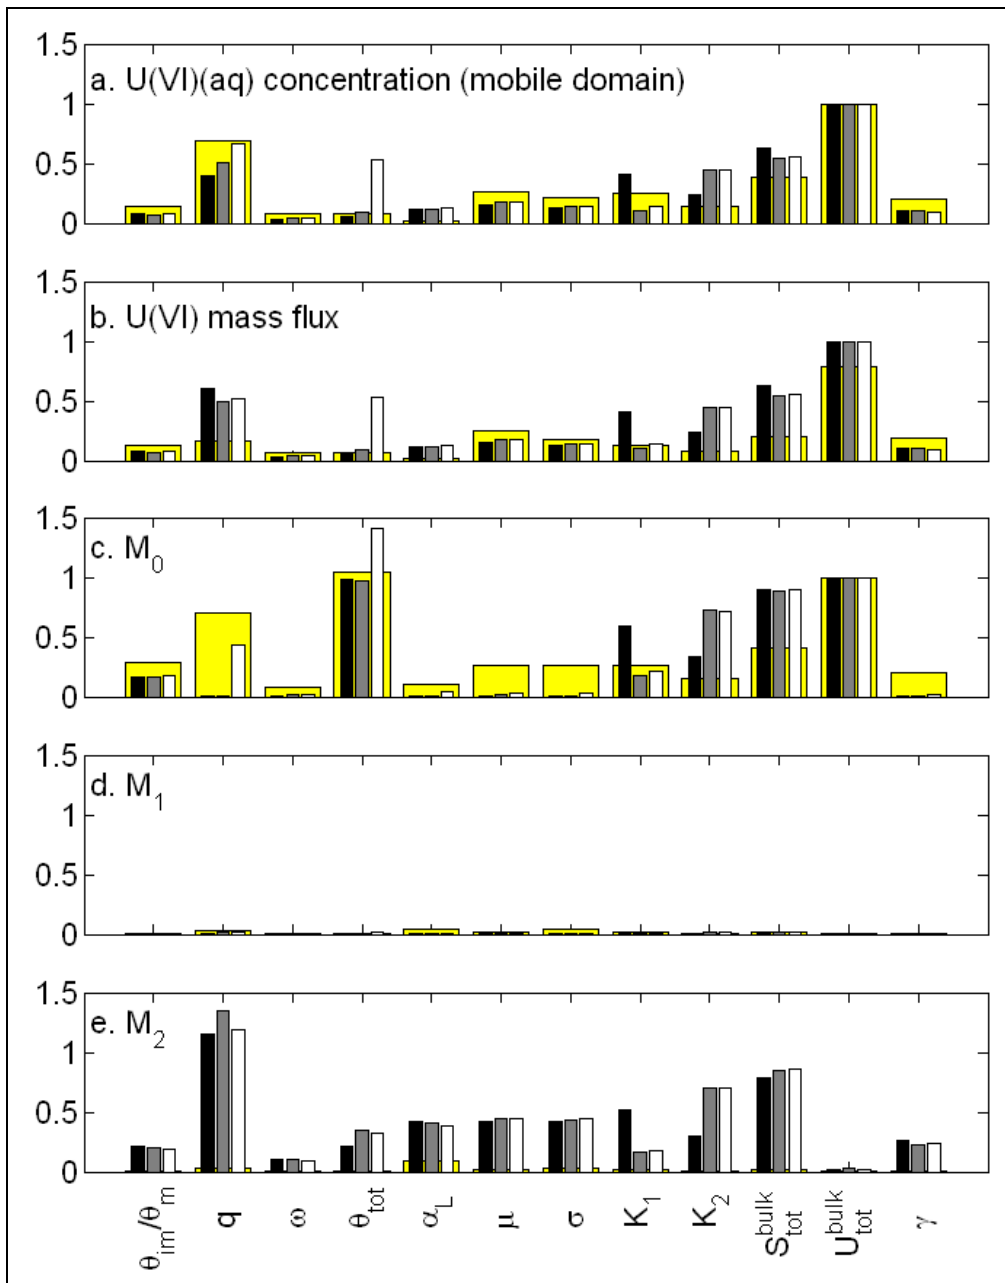 1.5
a. U(VI)(aq) concentration (mobile domain)
1
0.5
0
1.5
b. U(VI) mass flux
1
0.5
0
1.5
c. M₀
1
0.5
0
1.5
d. M₁
1
0.5
0
1.5
e. M₂
1
0.5
0
θim/θm
q
ω
θtot
αL
μ
σ
K₁
K₂
S tot bulk
U tot bulk
γ